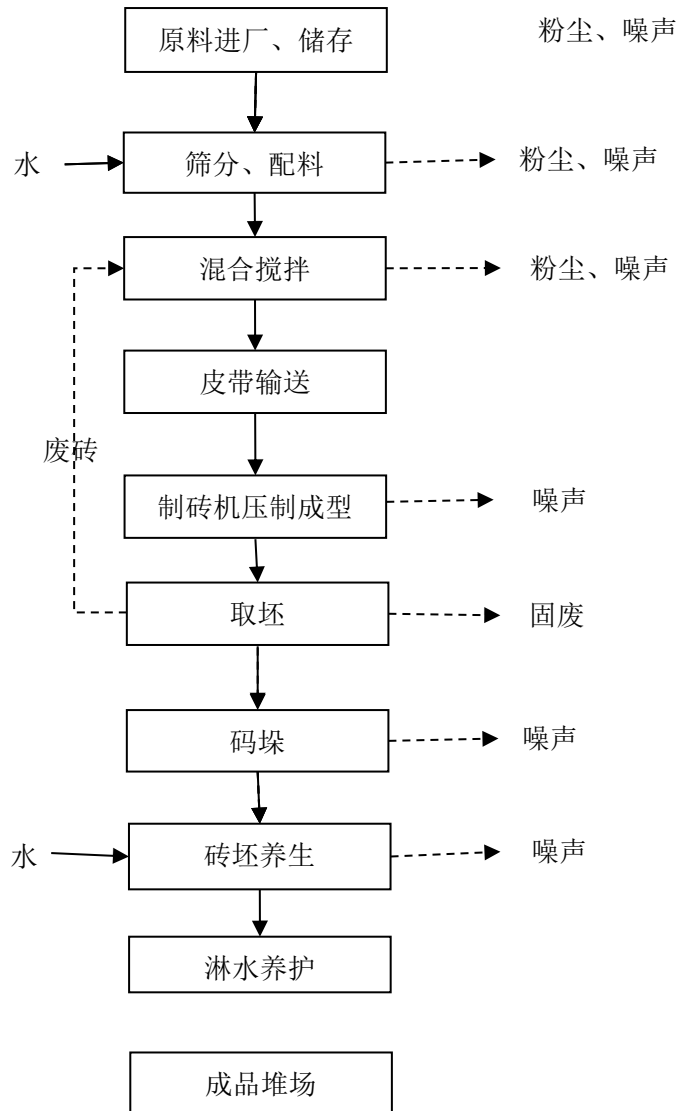 原料进厂、储存
粉尘、噪声
水
筛分、配料
粉尘、噪声
混合搅拌
粉尘、噪声
皮带输送
废砖
制砖机压制成型
噪声
取坯
固废
码垛
噪声
水
砖坯养生
噪声
淋水养护
成品堆场